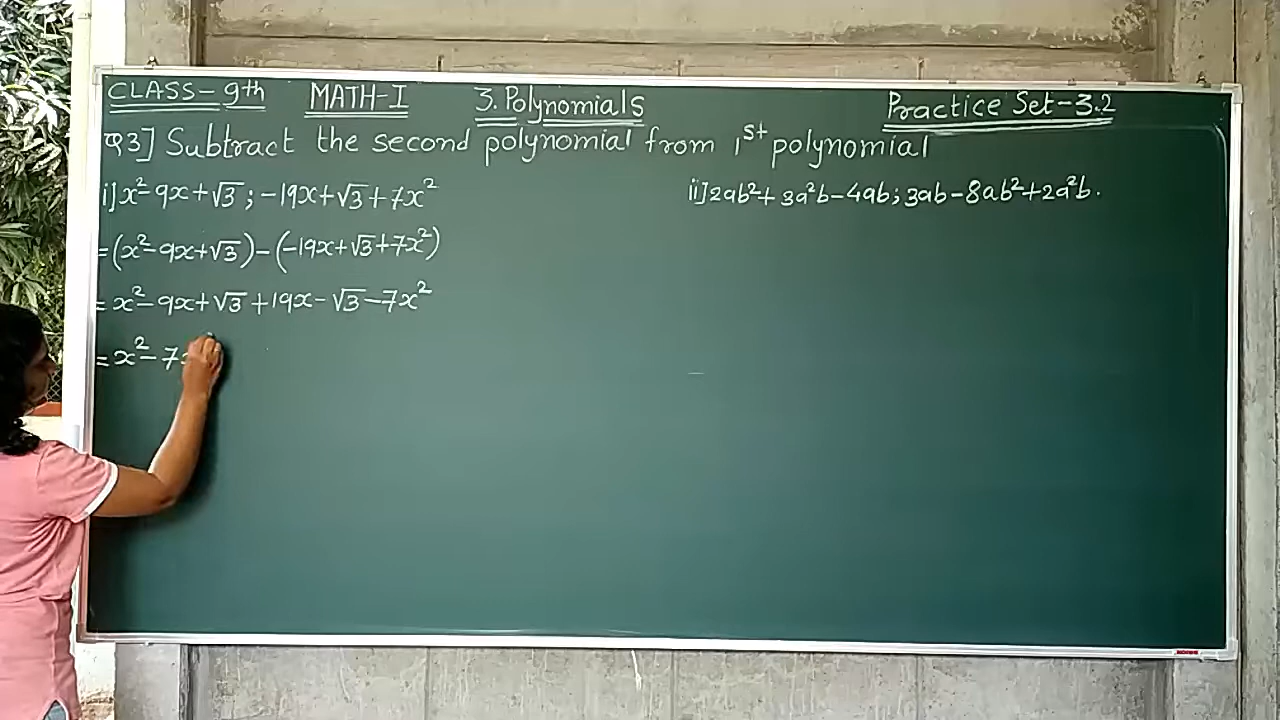 CLASS-9th MATH-I 3. Polynomials Practice Set-3.2
Q3] Subtract the second polynomial from 1st polynomial
i] x²-9x+√3 ; -19x+√3+7x²
= (x²-9x+√3) - (-19x+√3+7x²)
= x²-9x+√3+19x-√3-7x²
= x²-7
ii] 2ab²+3a²b-4ab; 3ab-8ab²+2a²b.